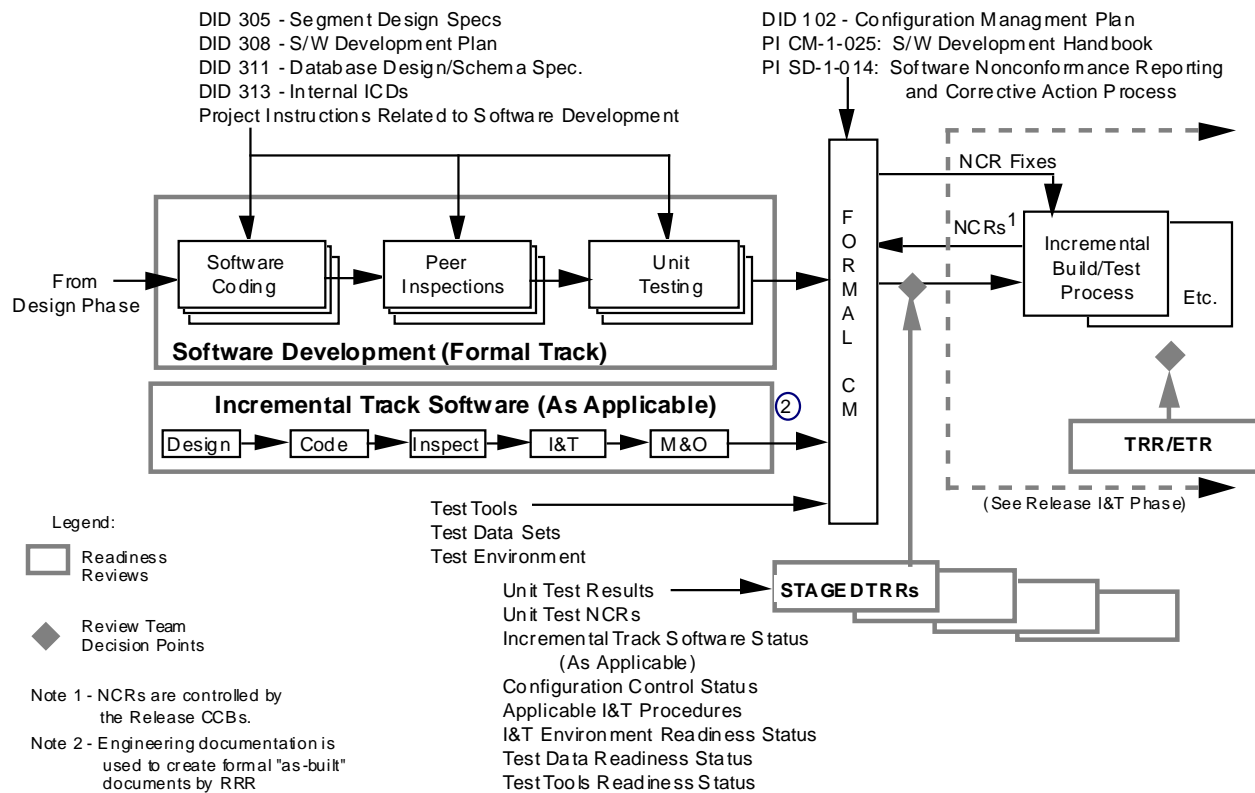 DID 305 - Segment Design Specs
DID 308 - S/W Development Plan
DID 311 - Database Design/Schema Spec.
DID 313 - Internal ICDs
Project Instructions Related to Software Development
DID 102 - Configuration Managment Plan
PI CM-1-025: S/W Development Handbook
PI SD-1-014: Software Nonconformance Reporting
and Corrective Action Process
From
Design Phase
Software
Coding
Peer
Inspections
Unit
Testing
Software Development (Formal Track)
Incremental Track Software (As Applicable)
2
Design
Code
Inspect
I&T
M&O
FORMAL CM
NCR Fixes
NCRs1
Incremental
Build/Test
Process
Etc.
TRR/ETR
(See Release I&T Phase)
Test Tools
Test Data Sets
Test Environment
STAGED TRRs
Unit Test Results
Unit Test NCRs
Incremental Track Software Status
(As Applicable)
Configuration Control Status
Applicable I&T Procedures
I&T Environment Readiness Status
Test Data Readiness Status
Test Tools Readiness Status
Legend:
Readiness
Reviews
Review Team
Decision Points
Note 1 - NCRs are controlled by
the Release CCBs.
Note 2 - Engineering documentation is
used to create formal "as-built"
documents by RRR